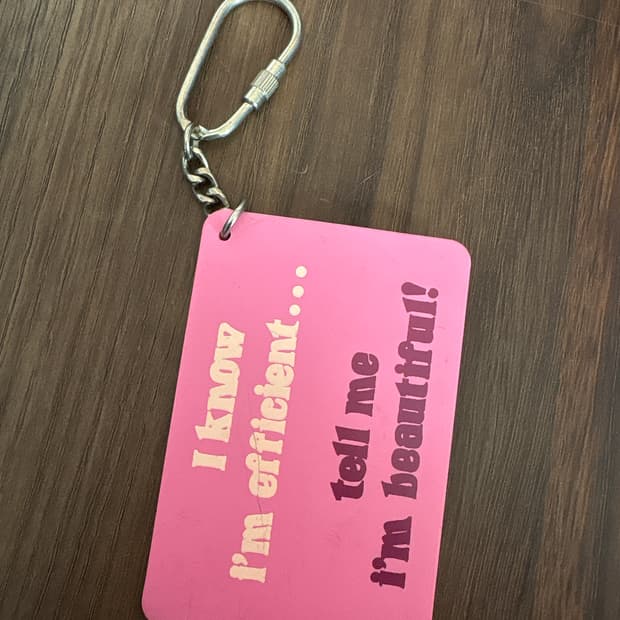 I know
i'm efficient...
tell me
i'm beautiful!